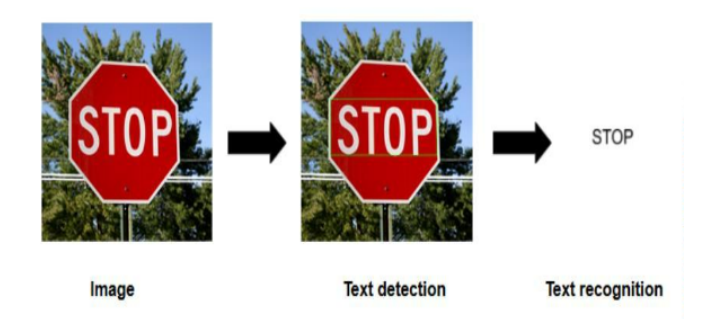 STOP
STOP
STOP
Image
Text detection
Text recognition